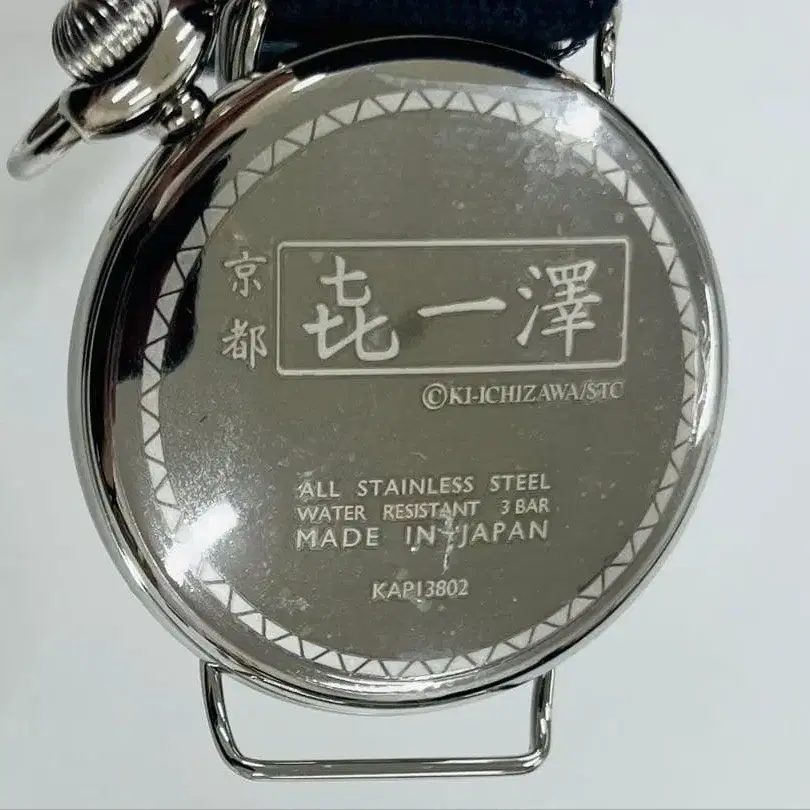 京都
澤一㐂
©KI-ICHIZAWA/STC
ALL STAINLESS STEEL
WATER RESISTANT 3 BAR
MADE IN JAPAN
KAP13802